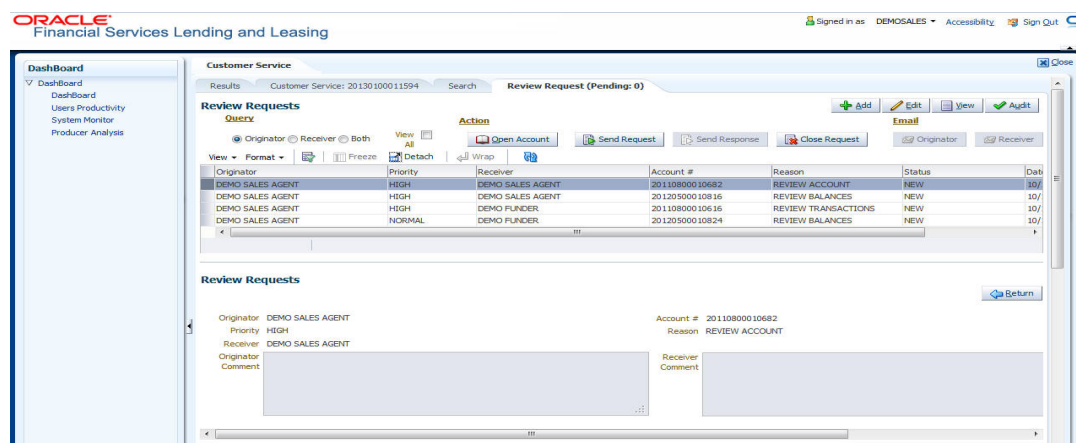 ORACLE
Financial Services Lending and Leasing
Signed in as DEMOSALES Accessibility Sign Out
DashBoard
DashBoard
DashBoard
Users Productivity
System Monitor
Producer Analysis
Customer Service
Close
Results Customer Service: 20130100011594 Search Review Request (Pending: 0)
Review Requests
Add Edit View Audit
Query Action Email
Originator Receiver Both View All Open Account Send Request Send Response Close Request Originator Receiver
View Format Freeze Detach Wrap
Originator Priority Receiver Account # Reason Status Date
DEMO SALES AGENT HIGH DEMO SALES AGENT 20110800010682 REVIEW ACCOUNT NEW 10/
DEMO SALES AGENT HIGH DEMO SALES AGENT 20120500010816 REVIEW BALANCES NEW 10/
DEMO SALES AGENT HIGH DEMO FUNDER 20110800010616 REVIEW TRANSACTIONS NEW 10/
DEMO SALES AGENT NORMAL DEMO FUNDER 20120500010824 REVIEW BALANCES NEW 10/
Review Requests
Return
Originator DEMO SALES AGENT Account # 20110800010682
Priority HIGH Reason REVIEW ACCOUNT
Receiver DEMO SALES AGENT
Originator Comment Receiver Comment